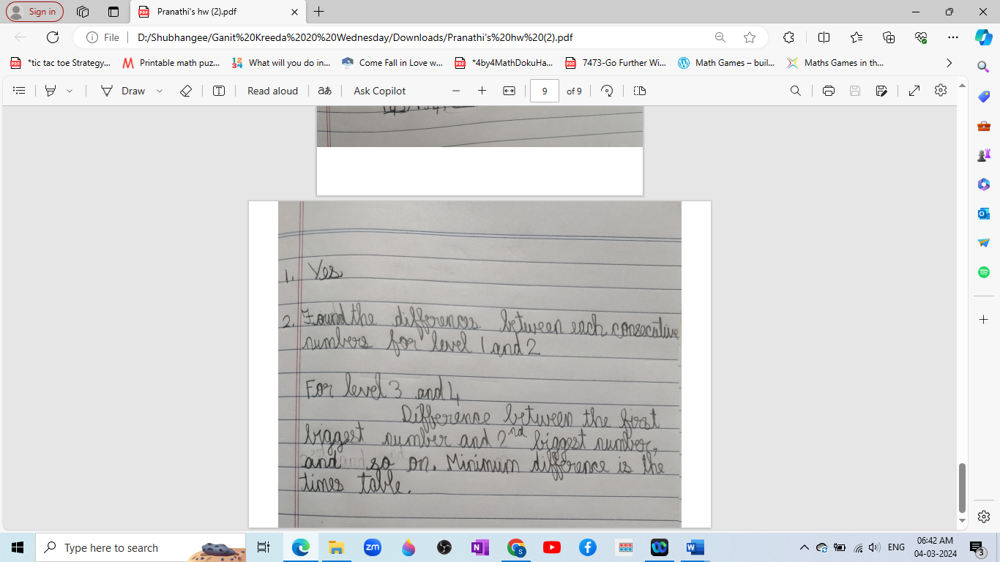 Sign in
Pranathi's hw (2).pdf
File
D:/Shubhangee/Ganit%20Kreeda%2020%20Wednesday/Downloads/Pranathi's%20hw%20(2).pdf
*tic tac toe Strategy...
Printable math puz...
What will you do in...
Come Fall in Love w...
*4by4MathDokuHa...
7473-Go Further Wi...
Math Games – buil...
Maths Games in th...
Draw
Read aloud
Ask Copilot
9
of 9
1. Yes
2. Found the differences between each consecutive
numbers for level 1 and 2
For level 3 and 4
Difference between the first
biggest number and 2nd biggest number,
and so on. Minimum difference is the
times table.
Type here to search
ENG
06:42 AM
04-03-2024
3